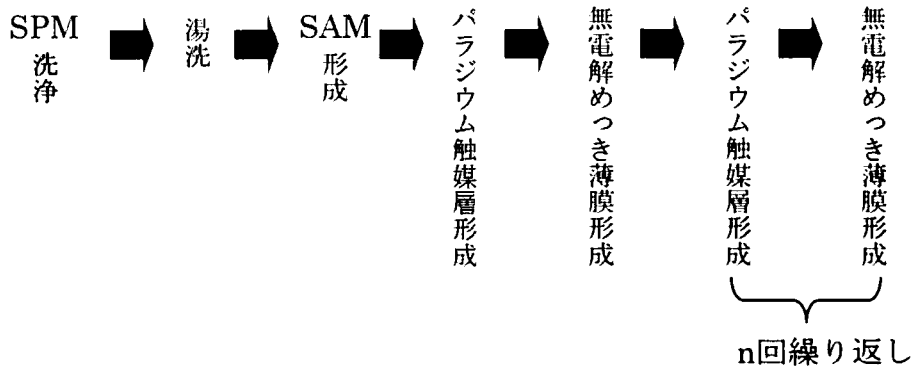 SPM
洗浄
湯洗
SAM
形成
パラジウム触媒層形成
無電解めっき薄膜形成
パラジウム触媒層形成
無電解めっき薄膜形成
n回繰り返し